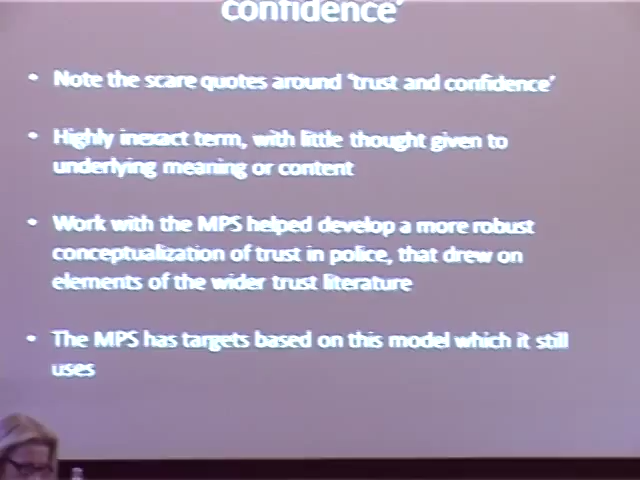 confidence’
• Note the scare quotes around ‘trust and confidence’
• Highly inexact term, with little thought given to
underlying meaning or content
• Work with the MPS helped develop a more robust
conceptualization of trust in police, that drew on
elements of the wider trust literature
• The MPS has targets based on this model which it still
uses